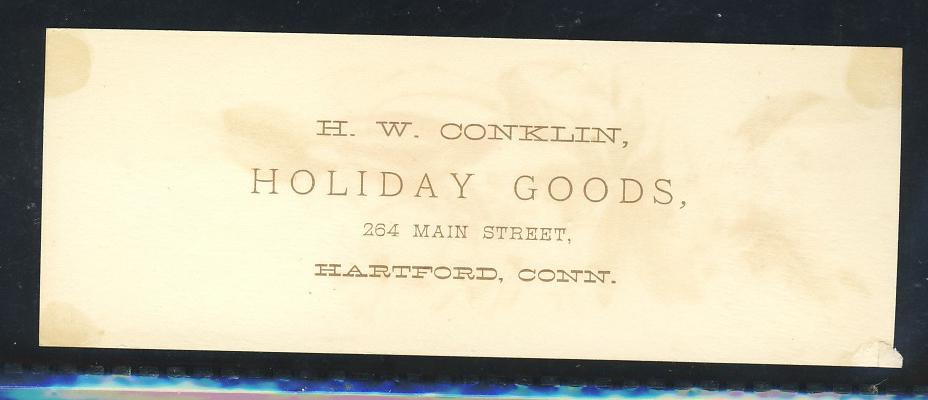 H. W. CONKLIN,
HOLIDAY GOODS,
264 MAIN STREET,
HARTFORD, CONN.